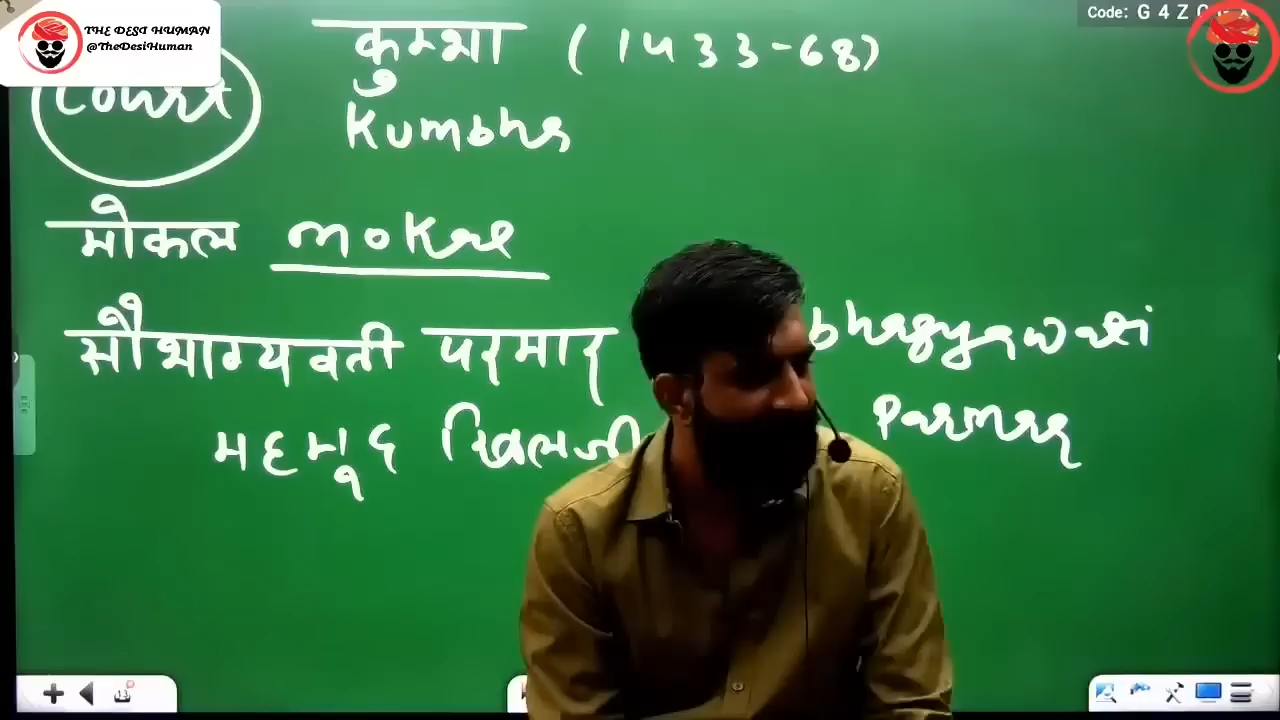 THE DESI HUMAN
@TheDesiHuman
Code: G 4 Z
Court
कुम्भा (1433-68)
Kumbha
मोकल mokal
सौभाग्यवती परमार
bhagyawati
Parmar
महमूद खिलजी